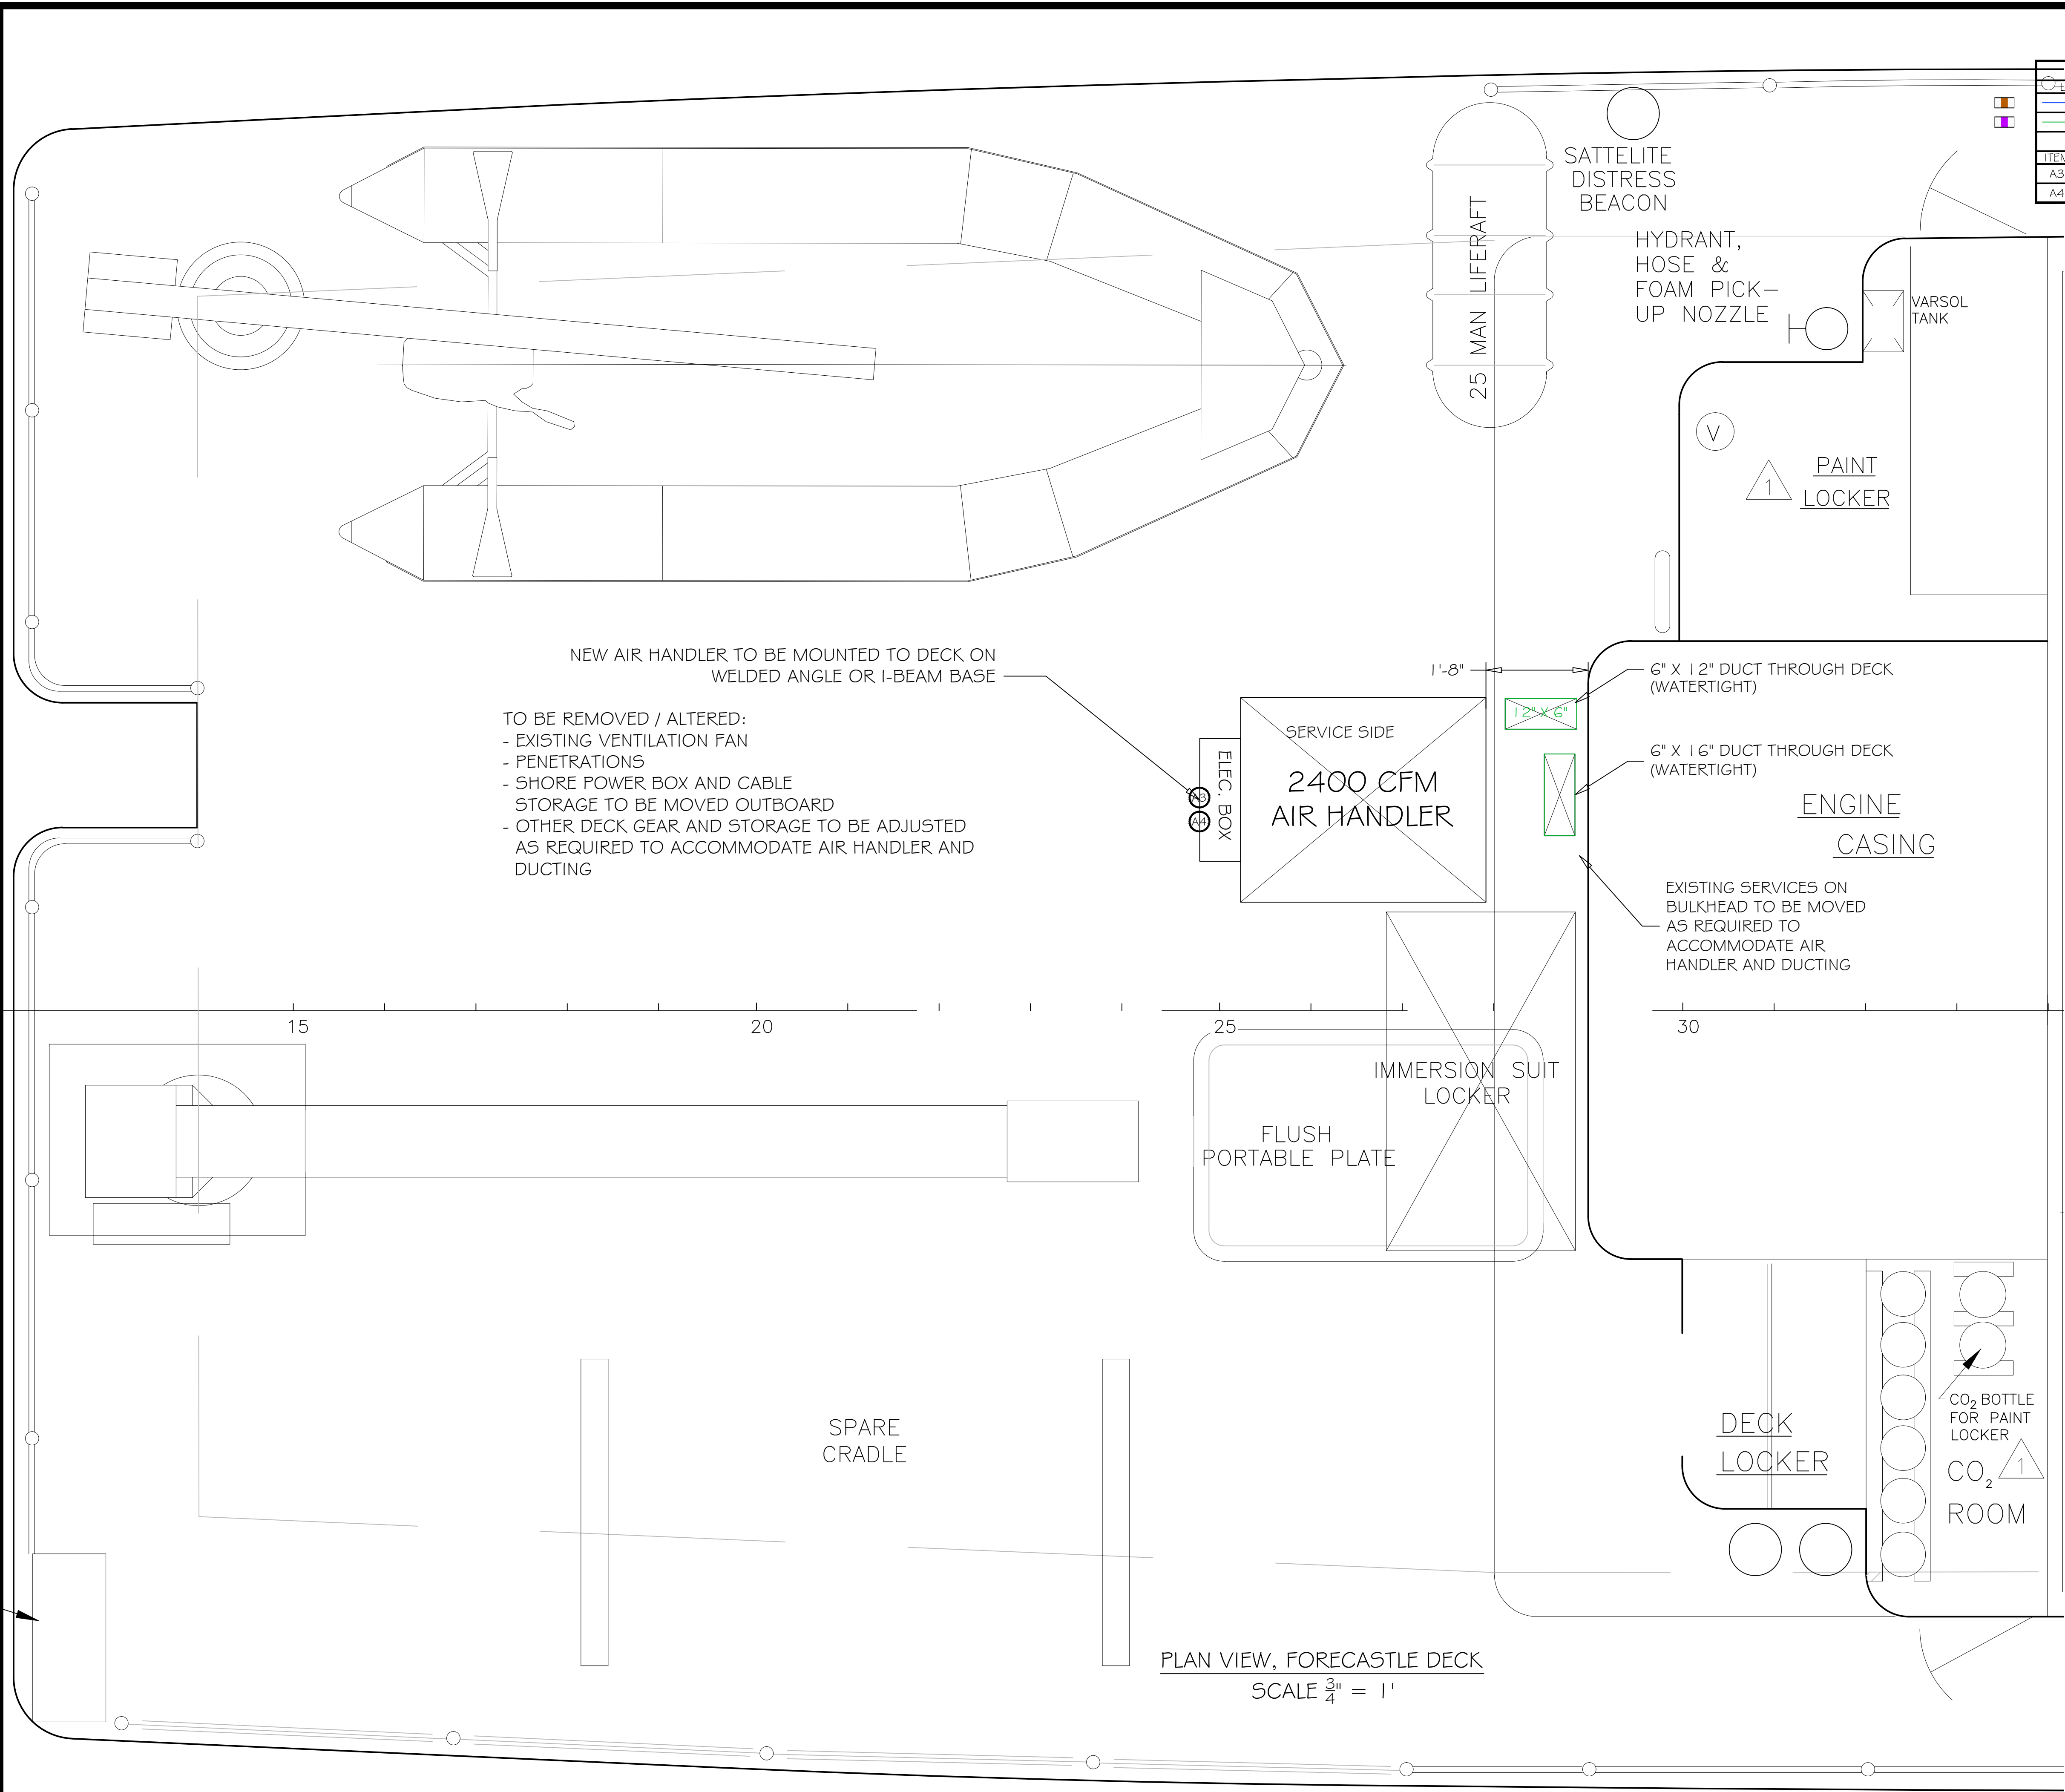 SATTELITE
DISTRESS
BEACON
25 MAN LIFERAFT
HYDRANT,
HOSE &
FOAM PICK-
UP NOZZLE
VARSOL
TANK
ITEM
A3
A4
V
1
PAINT
LOCKER
NEW AIR HANDLER TO BE MOUNTED TO DECK ON
WELDED ANGLE OR I-BEAM BASE
TO BE REMOVED / ALTERED:
- EXISTING VENTILATION FAN
- PENETRATIONS
- SHORE POWER BOX AND CABLE
STORAGE TO BE MOVED OUTBOARD
- OTHER DECK GEAR AND STORAGE TO BE ADJUSTED
AS REQUIRED TO ACCOMMODATE AIR HANDLER AND
DUCTING
1'-8"
6" X 12" DUCT THROUGH DECK
(WATERTIGHT)
12" X 6"
SERVICE SIDE
2400 CFM
AIR HANDLER
ELEC. BOX
A3
A4
6" X 16" DUCT THROUGH DECK
(WATERTIGHT)
ENGINE
CASING
EXISTING SERVICES ON
BULKHEAD TO BE MOVED
AS REQUIRED TO
ACCOMMODATE AIR
HANDLER AND DUCTING
15
20
25
30
IMMERSION SUIT
LOCKER
FLUSH
PORTABLE PLATE
SPARE
CRADLE
DECK
LOCKER
CO2 BOTTLE
FOR PAINT
LOCKER
1
CO2
ROOM
PLAN VIEW, FORECASTLE DECK
SCALE 3/4" = 1'